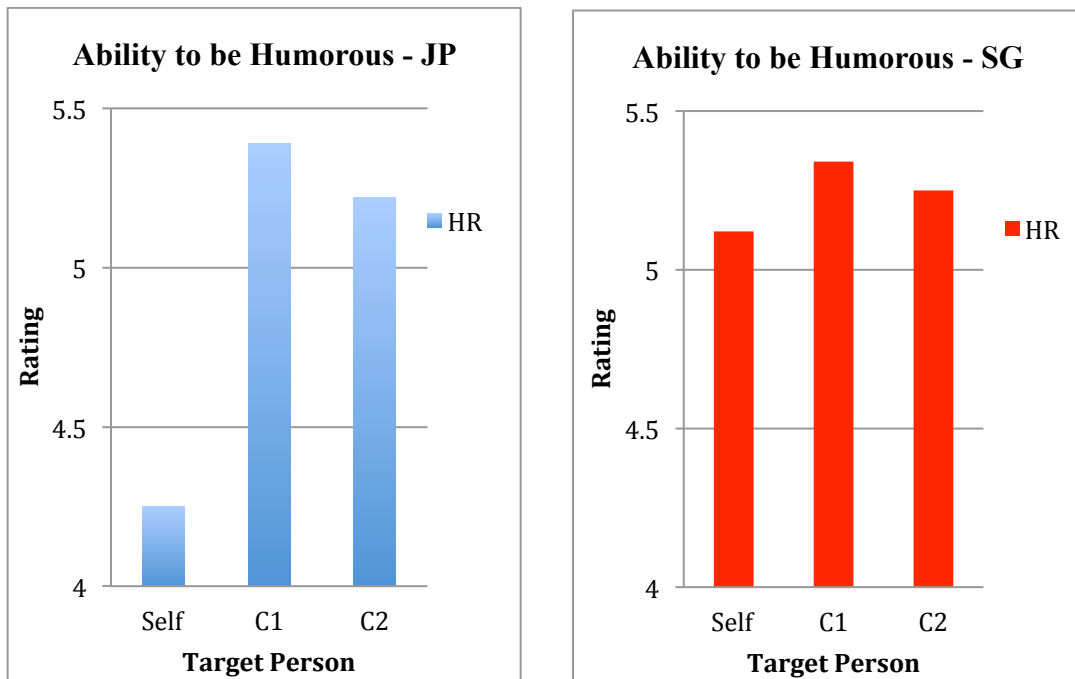 Ability to be Humorous - JP
5.5
5
4.5
4
Rating
Self C1 C2
Target Person
HR
Ability to be Humorous - SG
5.5
5
4.5
4
Rating
Self C1 C2
Target Person
HR